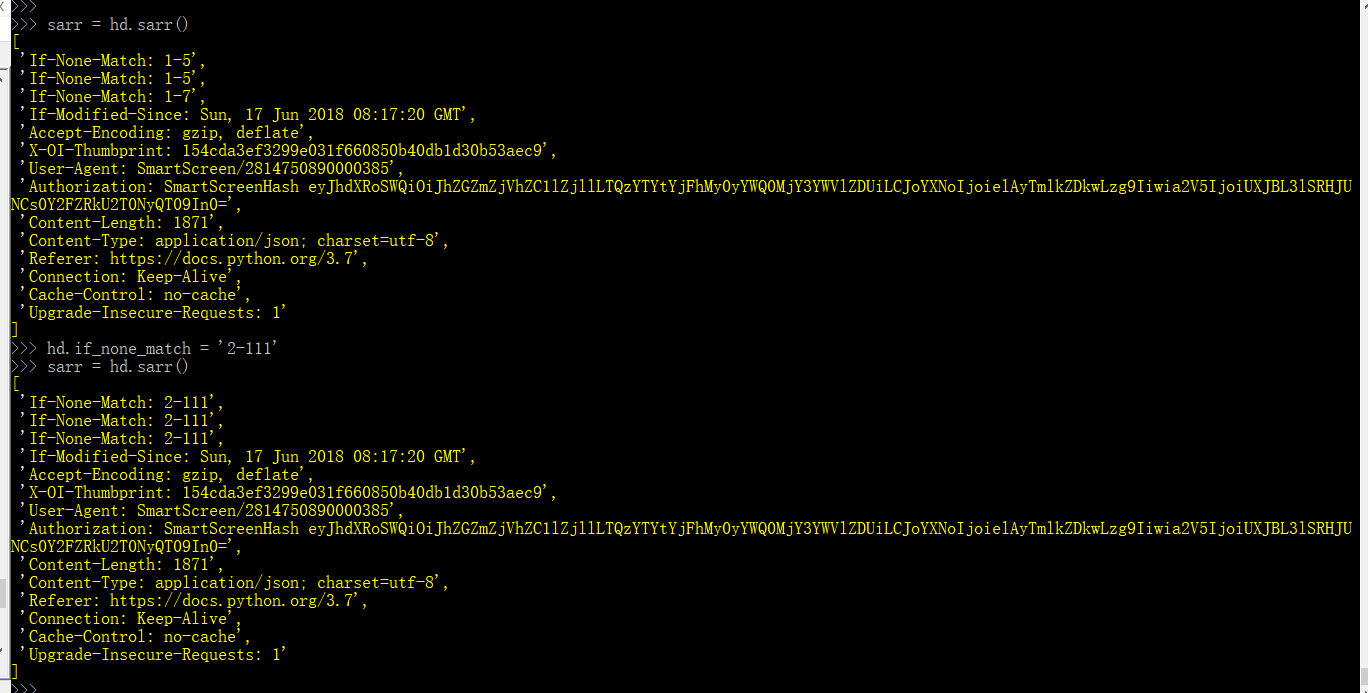 >>>
>>> sarr = hd.sarr()
[
 'If-None-Match: 1-5',
 'If-None-Match: 1-5',
 'If-None-Match: 1-7',
 'If-Modified-Since: Sun, 17 Jun 2018 08:17:20 GMT',
 'Accept-Encoding: gzip, deflate',
 'X-OI-Thumbprint: 154cda3ef3299e031f660850b40db1d30b53aec9',
 'User-Agent: SmartScreen/2814750890000385',
 'Authorization: SmartScreenHash eyJhdXRoSWQiOiJhZGZmZjVhZC1lZjllLTQzYTYtYjFhMy0yYWQ0MjY3YWVlZDUiLCJoYXNoIjoielAyTmlkZDkwLzg9Iiwia2V5IjoiUXJBL3lSRHJU
NCs0Y2FZRkU2T0NyQT09In0=',
 'Content-Length: 1871',
 'Content-Type: application/json; charset=utf-8',
 'Referer: https://docs.python.org/3.7',
 'Connection: Keep-Alive',
 'Cache-Control: no-cache',
 'Upgrade-Insecure-Requests: 1'
]
>>> hd.if_none_match = '2-111'
>>> sarr = hd.sarr()
[
 'If-None-Match: 2-111',
 'If-None-Match: 2-111',
 'If-None-Match: 2-111',
 'If-Modified-Since: Sun, 17 Jun 2018 08:17:20 GMT',
 'Accept-Encoding: gzip, deflate',
 'X-OI-Thumbprint: 154cda3ef3299e031f660850b40db1d30b53aec9',
 'User-Agent: SmartScreen/2814750890000385',
 'Authorization: SmartScreenHash eyJhdXRoSWQiOiJhZGZmZjVhZC1lZjllLTQzYTYtYjFhMy0yYWQ0MjY3YWVlZDUiLCJoYXNoIjoielAyTmlkZDkwLzg9Iiwia2V5IjoiUXJBL3lSRHJU
NCs0Y2FZRkU2T0NyQT09In0=',
 'Content-Length: 1871',
 'Content-Type: application/json; charset=utf-8',
 'Referer: https://docs.python.org/3.7',
 'Connection: Keep-Alive',
 'Cache-Control: no-cache',
 'Upgrade-Insecure-Requests: 1'
]
>>>